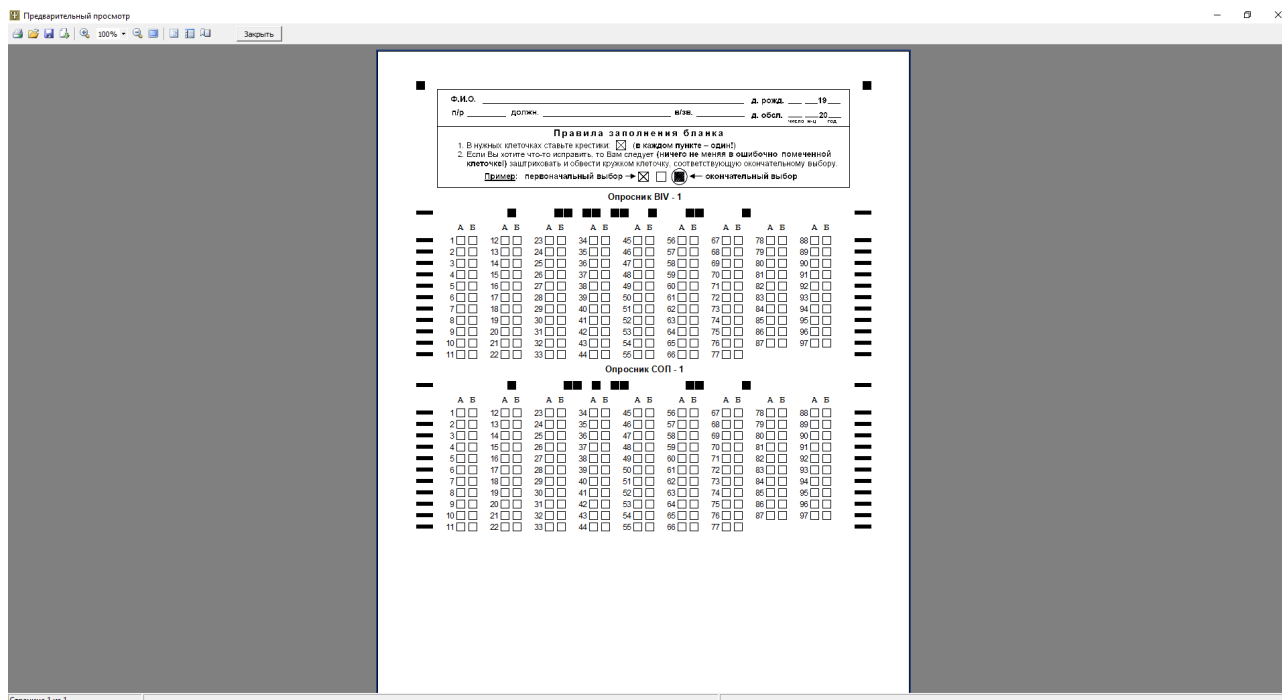 Предварительный просмотр
100%
Закрыть
Ф.И.О. д. рожд. 19
п/р должн. в/зв. д. обсл. 20
число м-ц год
Правила заполнения бланка
1. В нужных клеточках ставьте крестики: (в каждом пункте – один!)
2. Если Вы хотите что-то исправить, то Вам следует (ничего не меняя в ошибочно помеченной
клеточке!) заштриховать и обвести кружком клеточку, соответствующую окончательному выбору.
Пример: первоначальный выбор окончательный выбор
Опросник BIV - 1
А Б А Б А Б А Б А Б А Б А Б А Б А Б
1 12 23 34 45 56 67 78 88
2 13 24 35 46 57 68 79 89
3 14 25 36 47 58 69 80 90
4 15 26 37 48 59 70 81 91
5 16 27 38 49 60 71 82 92
6 17 28 39 50 61 72 83 93
7 18 29 40 51 62 73 84 94
8 19 30 41 52 63 74 85 95
9 20 31 42 53 64 75 86 96
10 21 32 43 54 65 76 87 97
11 22 33 44 55 66 77
Опросник СОП - 1
А Б А Б А Б А Б А Б А Б А Б А Б А Б
1 12 23 34 45 56 67 78 88
2 13 24 35 46 57 68 79 89
3 14 25 36 47 58 69 80 90
4 15 26 37 48 59 70 81 91
5 16 27 38 49 60 71 82 92
6 17 28 39 50 61 72 83 93
7 18 29 40 51 62 73 84 94
8 19 30 41 52 63 74 85 95
9 20 31 42 53 64 75 86 96
10 21 32 43 54 65 76 87 97
11 22 33 44 55 66 77
Страница 1 из 1